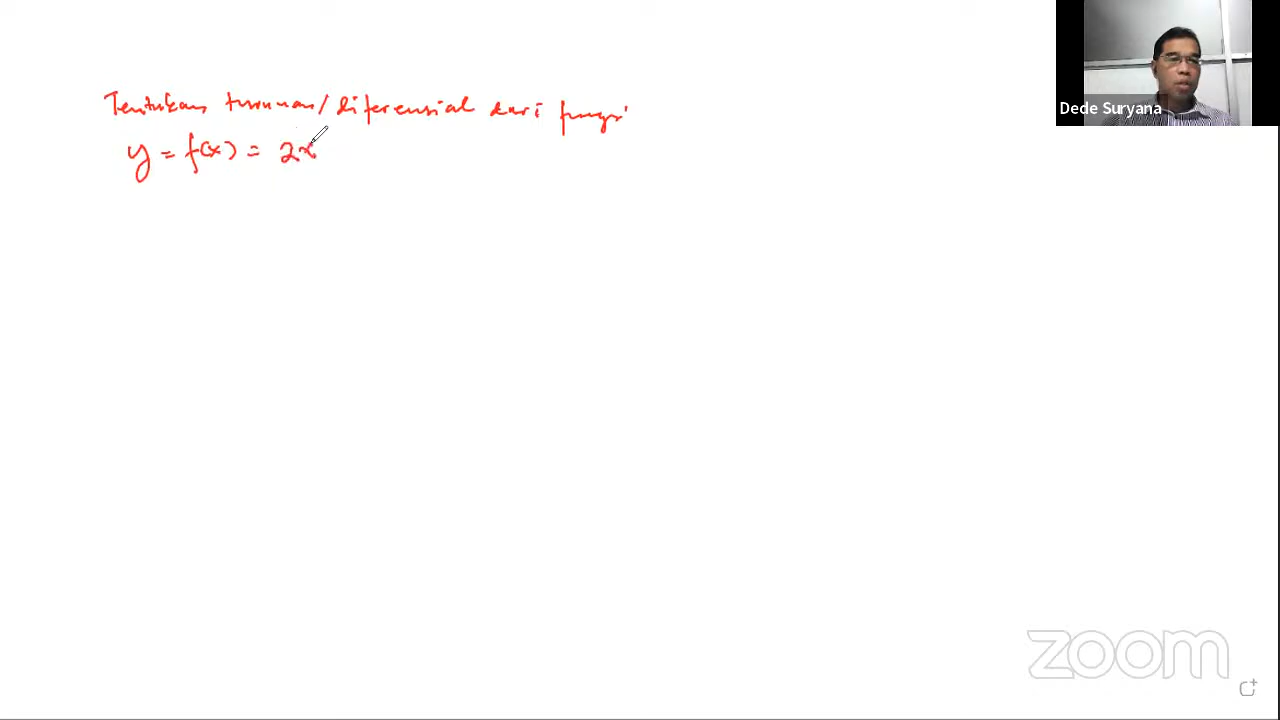 Tentukan turunan/diferensial dari fungsi
y = f(x) = 2x
Dede Suryana
zoom